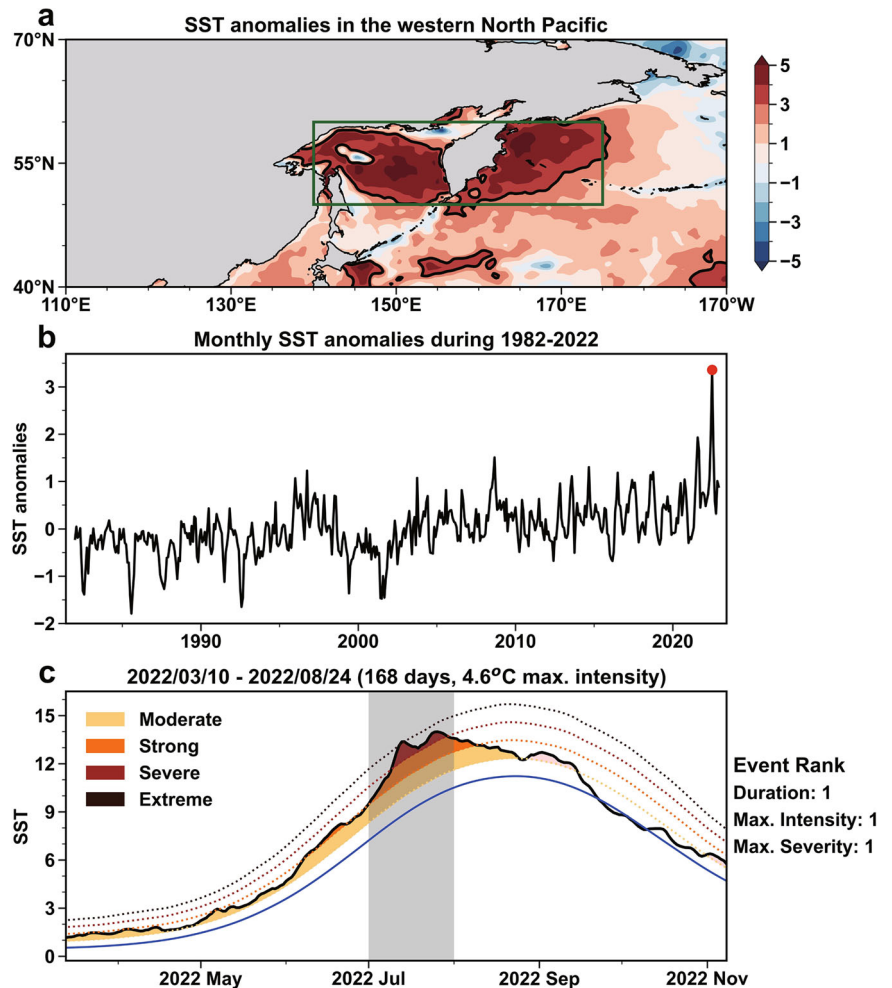 a
SST anomalies in the western North Pacific
70°N
55°N
40°N
110°E
130°E
150°E
170°E
170°W
5
3
1
−1
−3
−5
b
Monthly SST anomalies during 1982-2022
SST anomalies
3
2
1
0
−1
−2
1990
2000
2010
2020
c
2022/03/10 - 2022/08/24 (168 days, 4.6°C max. intensity)
SST
15
12
9
6
3
0
Moderate
Strong
Severe
Extreme
2022 May
2022 Jul
2022 Sep
2022 Nov
Event Rank
Duration: 1
Max. Intensity: 1
Max. Severity: 1